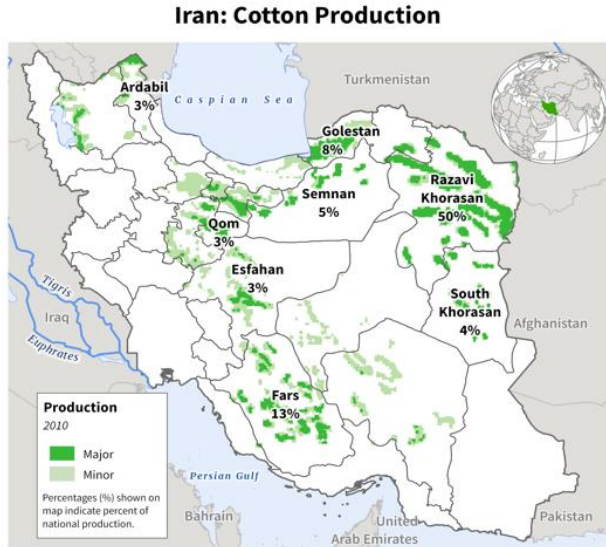 Iran: Cotton Production
Turkmenistan
Caspian Sea
Ardabil
3%
Golestan
8%
Semnan
5%
Razavi
Khorasan
50%
Qom
3%
Esfahan
3%
South
Khorasan
4%
Tigris
Iraq
Euphrates
Afghanistan
Fars
13%
Production
2010
Major
Minor
Percentages (%) shown on
map indicate percent of
national production.
Persian Gulf
Bahrain
United
Arab Emirates
Pakistan